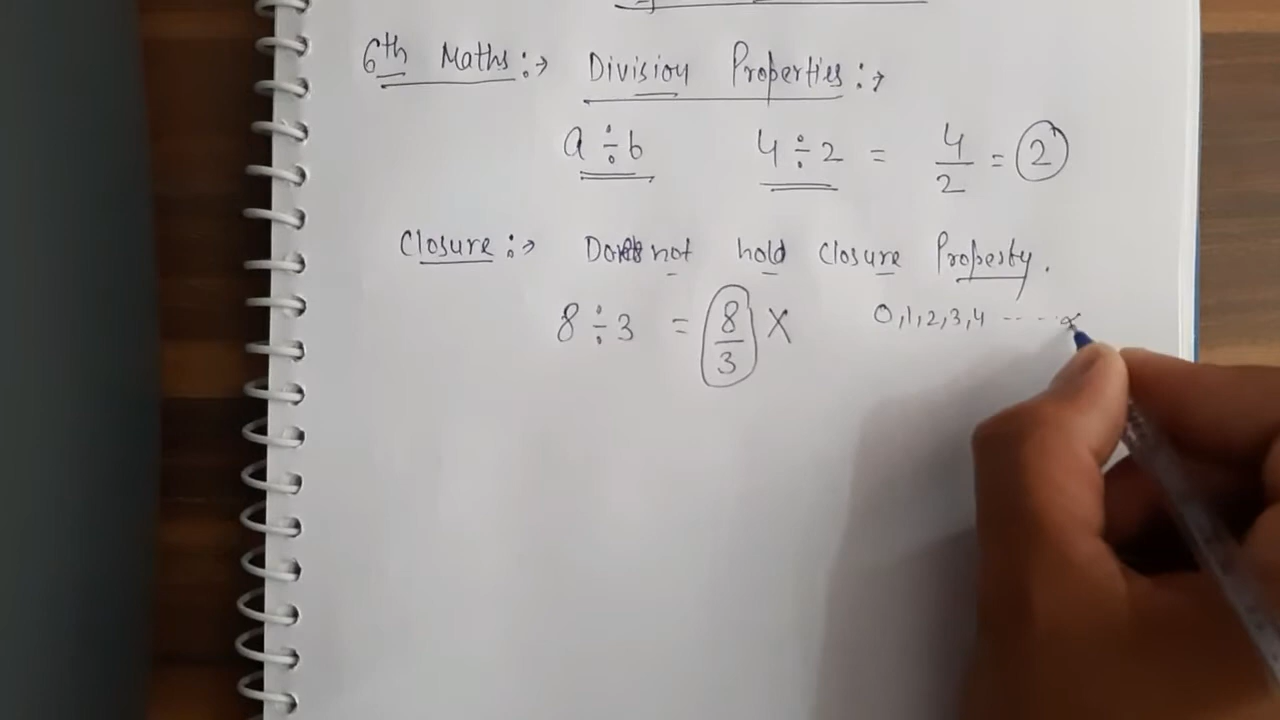 6th Maths :→ Division Properties :→
a ÷ b 4 ÷ 2 = 4/2 = 2
Closure :→ Does not hold closure Property.
8 ÷ 3 = 8/3 X 0,1,2,3,4 ----